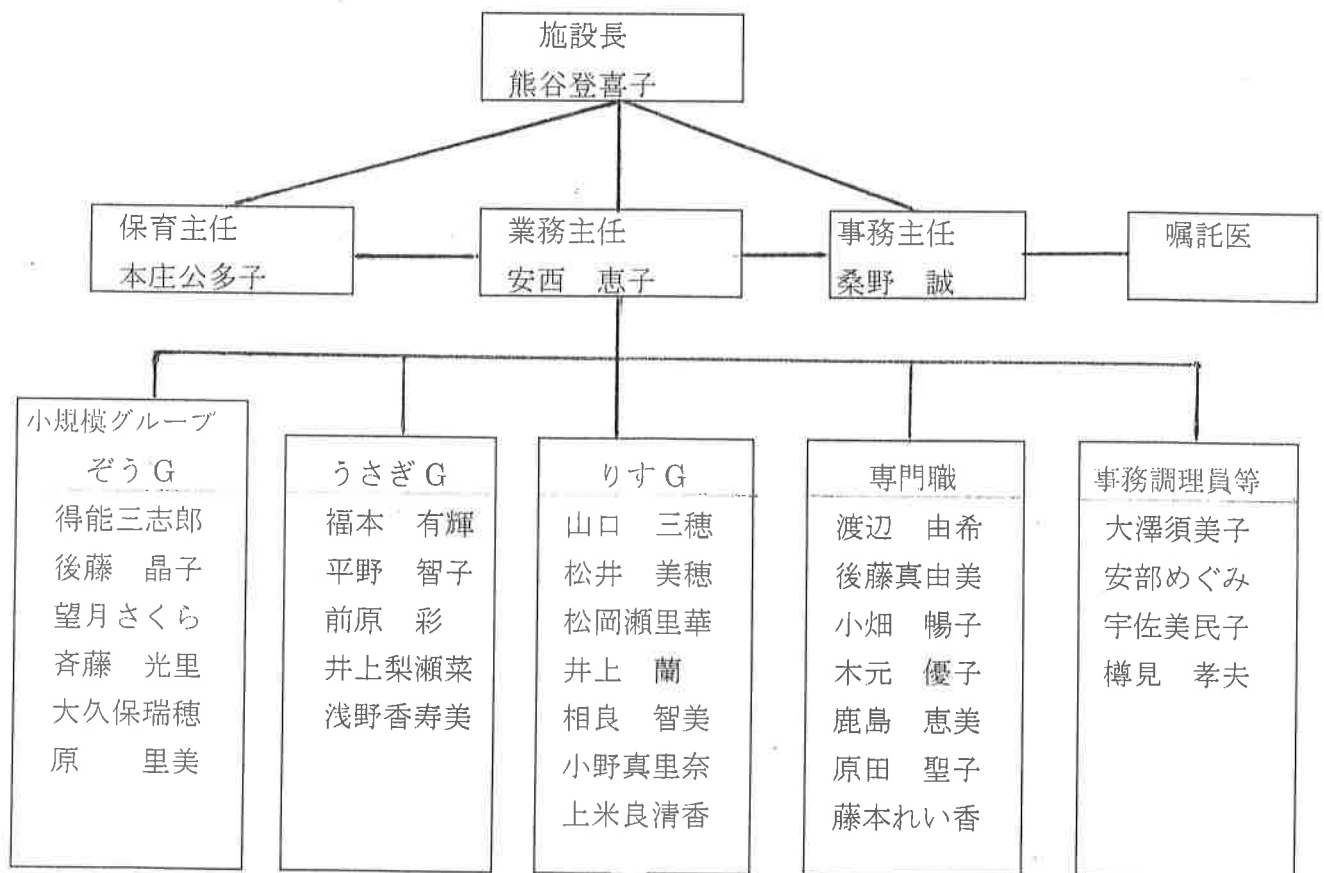 施設長
熊谷登喜子
保育主任
本庄公多子
業務主任
安西　恵子
事務主任
桑野　誠
嘱託医
小規模グループ
ぞうG
得能三志郎
後藤　晶子
望月さくら
斉藤　光里
大久保瑞穂
原　　里美
うさぎG
福本　有輝
平野　智子
前原　彩
井上梨瀬菜
浅野香寿美
りすG
山口　三穂
松井　美穂
松岡瀬里華
井上　蘭
相良　智美
小野真里奈
上米良清香
専門職
渡辺　由希
後藤真由美
小畑　暢子
木元　優子
鹿島　恵美
原田　聖子
藤本れい香
事務調理員等
大澤須美子
安部めぐみ
宇佐美民子
樽見　孝夫